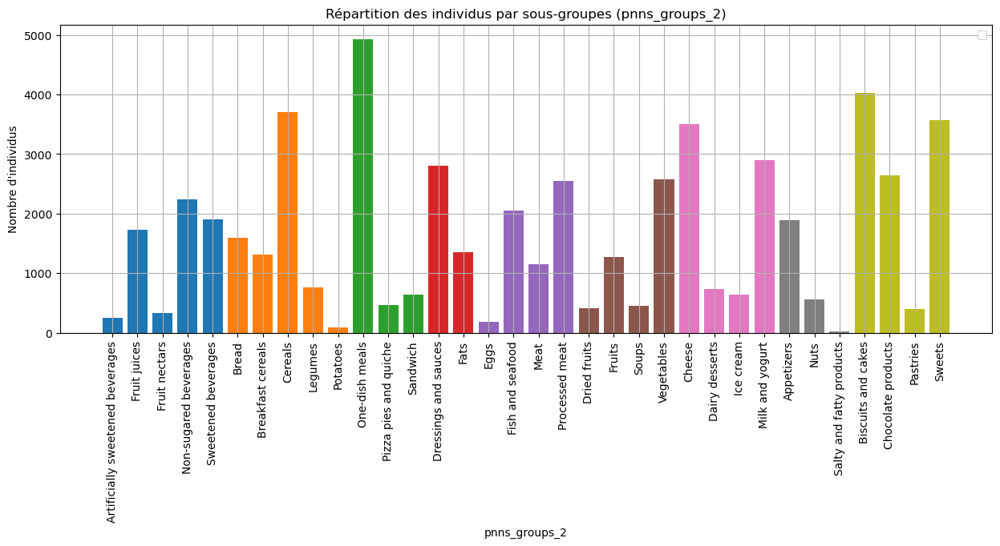 Répartition des individus par sous-groupes (pnns_groups_2)
Nombre d'individus
5000
4000
3000
2000
1000
0
Artificially sweetened beverages
Fruit juices
Fruit nectars
Non-sugared beverages
Sweetened beverages
Bread
Breakfast cereals
Cereals
Legumes
Potatoes
One-dish meals
Pizza pies and quiche
Sandwich
Dressings and sauces
Fats
Eggs
Fish and seafood
Meat
Processed meat
Dried fruits
Fruits
Soups
Vegetables
Cheese
Dairy desserts
Ice cream
Milk and yogurt
Appetizers
Nuts
Salty and fatty products
Biscuits and cakes
Chocolate products
Pastries
Sweets
pnns_groups_2